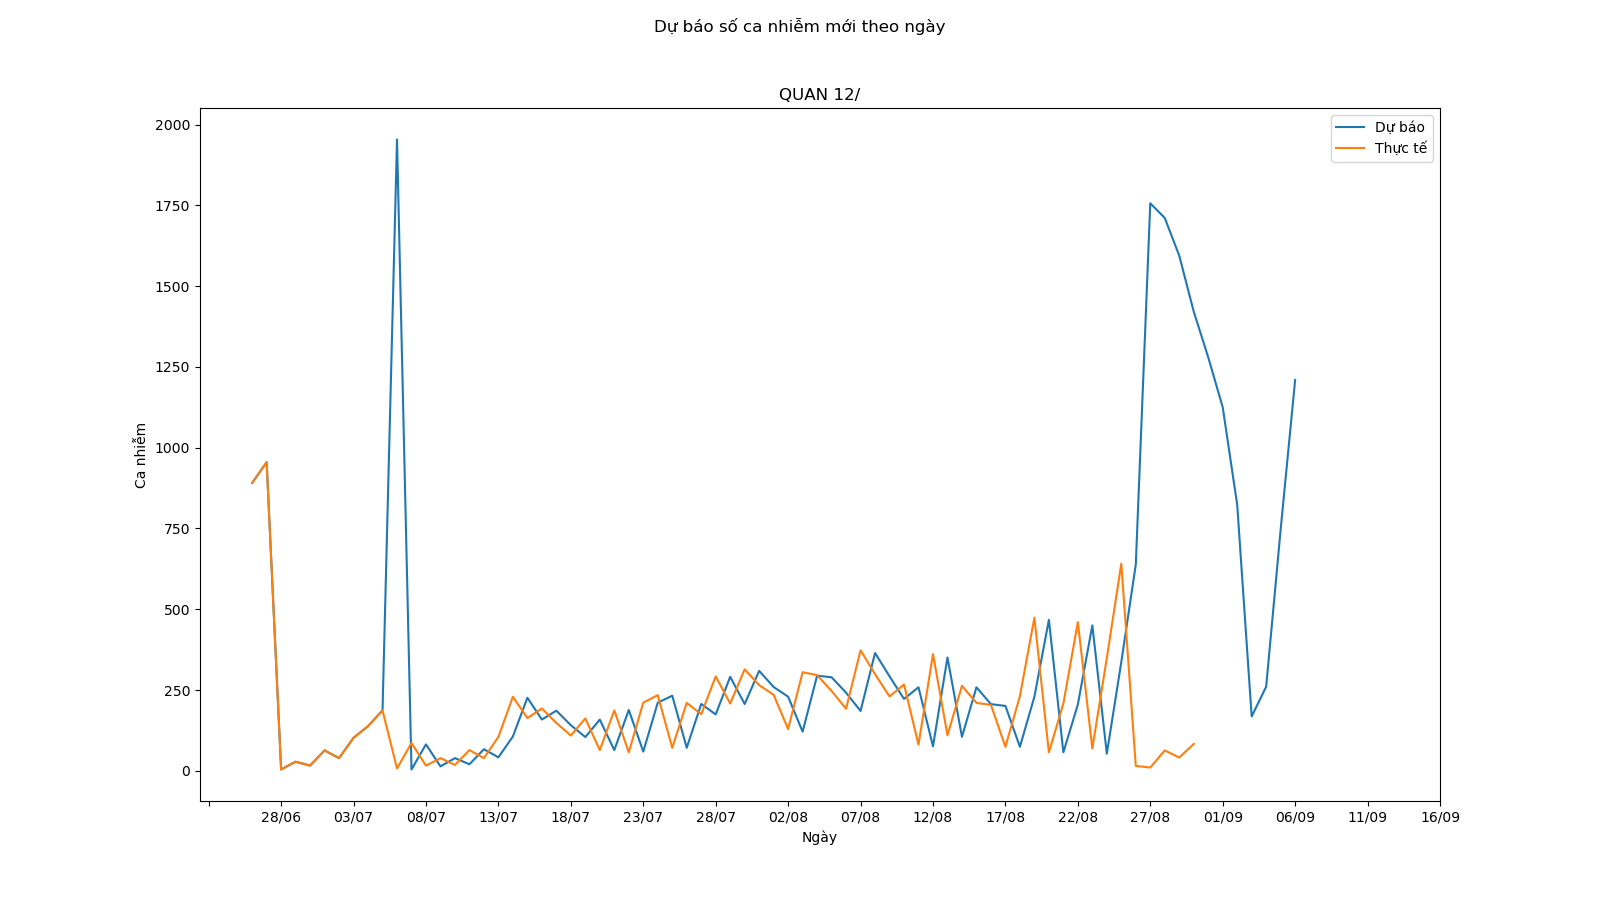 Dự báo số ca nhiễm mới theo ngày
QUAN 12/
Dự báo
Thực tế
2000
1750
1500
1250
1000
750
500
250
0
Ca nhiễm
28/06 03/07 08/07 13/07 18/07 23/07 28/07 02/08 07/08 12/08 17/08 22/08 27/08 01/09 06/09 11/09 16/09
Ngày